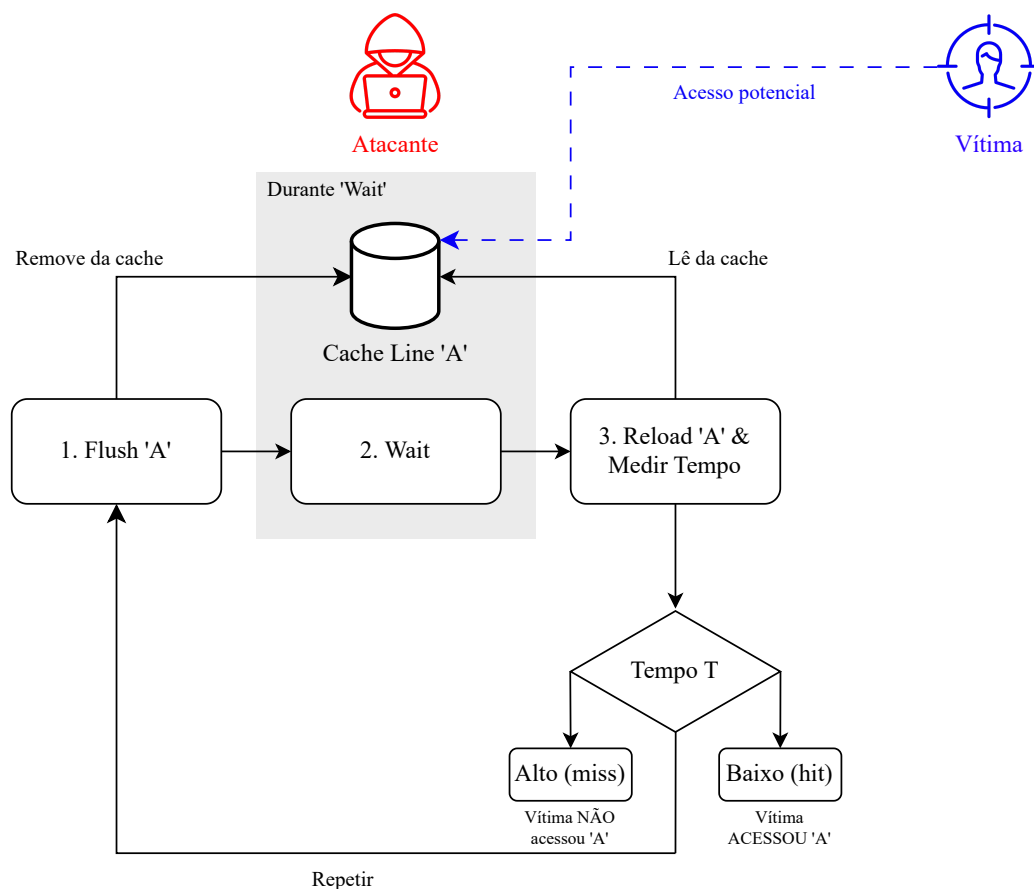 Acesso potencial
Atacante
Vítima
Durante 'Wait'
Remove da cache
Lê da cache
Cache Line 'A'
1. Flush 'A'
2. Wait
3. Reload 'A' &
Medir Tempo
Tempo T
Alto (miss)
Baixo (hit)
Vítima NÃO
acessou 'A'
Vítima
ACESSOU 'A'
Repetir